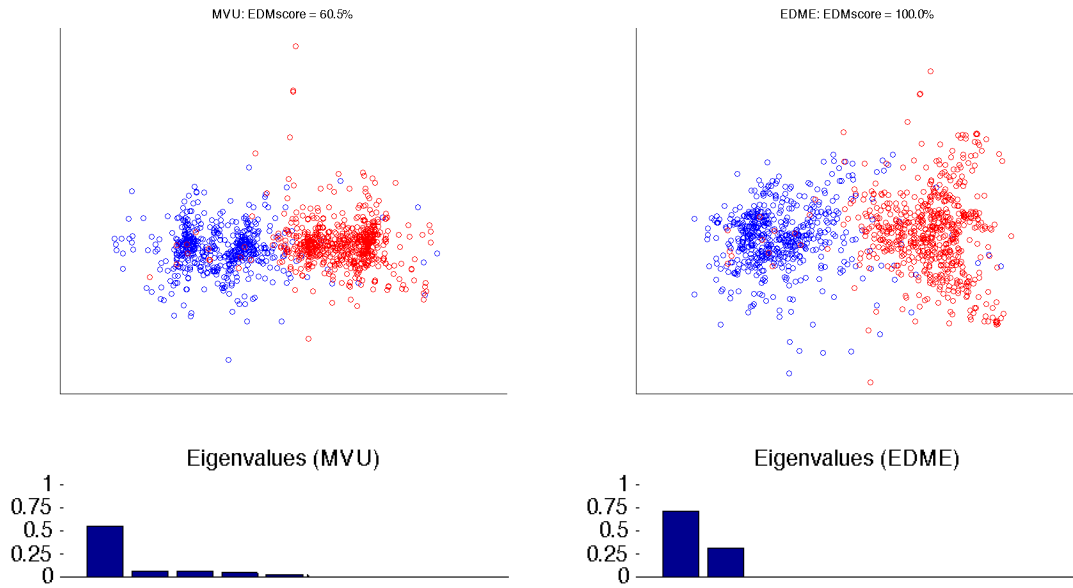 MVU: EDMscore = 60.5%
EDME: EDMscore = 100.0%
Eigenvalues (MVU)
1
0.75
0.5
0.25
0
Eigenvalues (EDME)
1
0.75
0.5
0.25
0